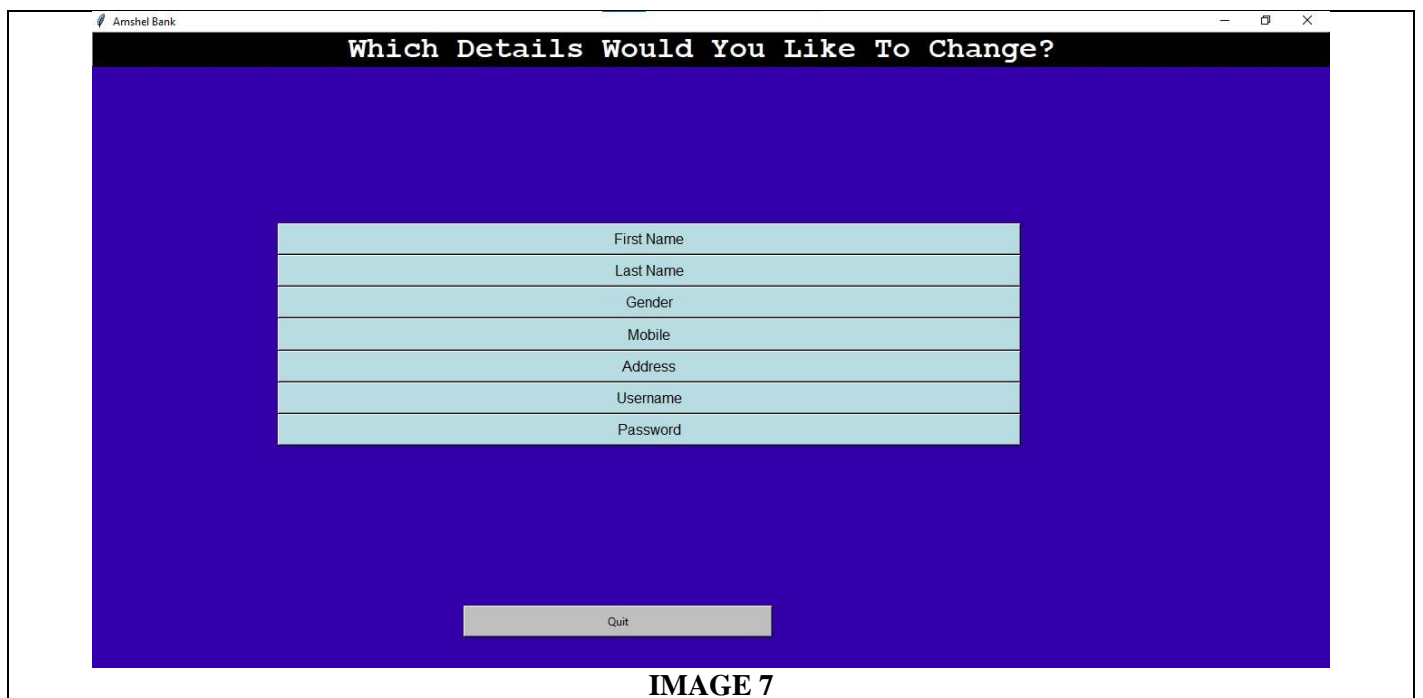 Amshel Bank
Which Details Would You Like To Change?
First Name
Last Name
Gender
Mobile
Address
Username
Password
Quit
IMAGE 7